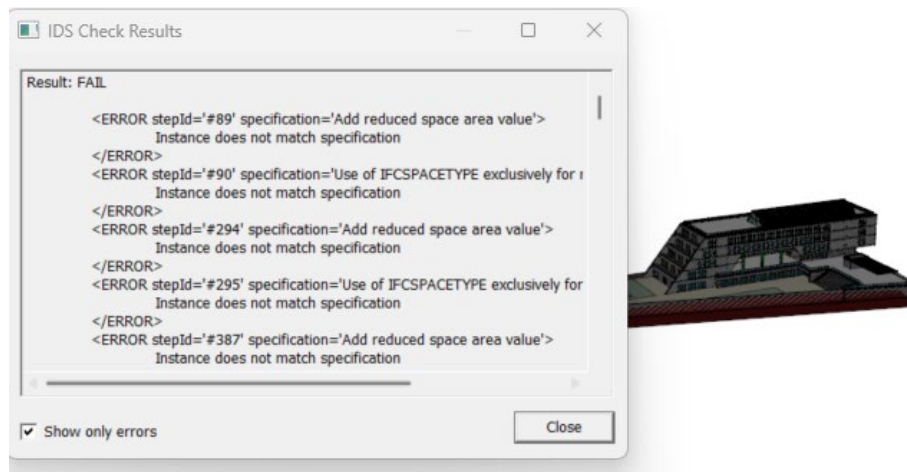 IDS Check Results
Result: FAIL
<ERROR stepId='#89' specification='Add reduced space area value'>
Instance does not match specification
</ERROR>
<ERROR stepId='#90' specification='Use of IFCSPACETYPE exclusively for
Instance does not match specification
</ERROR>
<ERROR stepId='#294' specification='Add reduced space area value'>
Instance does not match specification
</ERROR>
<ERROR stepId='#295' specification='Use of IFCSPACETYPE exclusively for
Instance does not match specification
</ERROR>
<ERROR stepId='#387' specification='Add reduced space area value'>
Instance does not match specification
Show only errors
Close